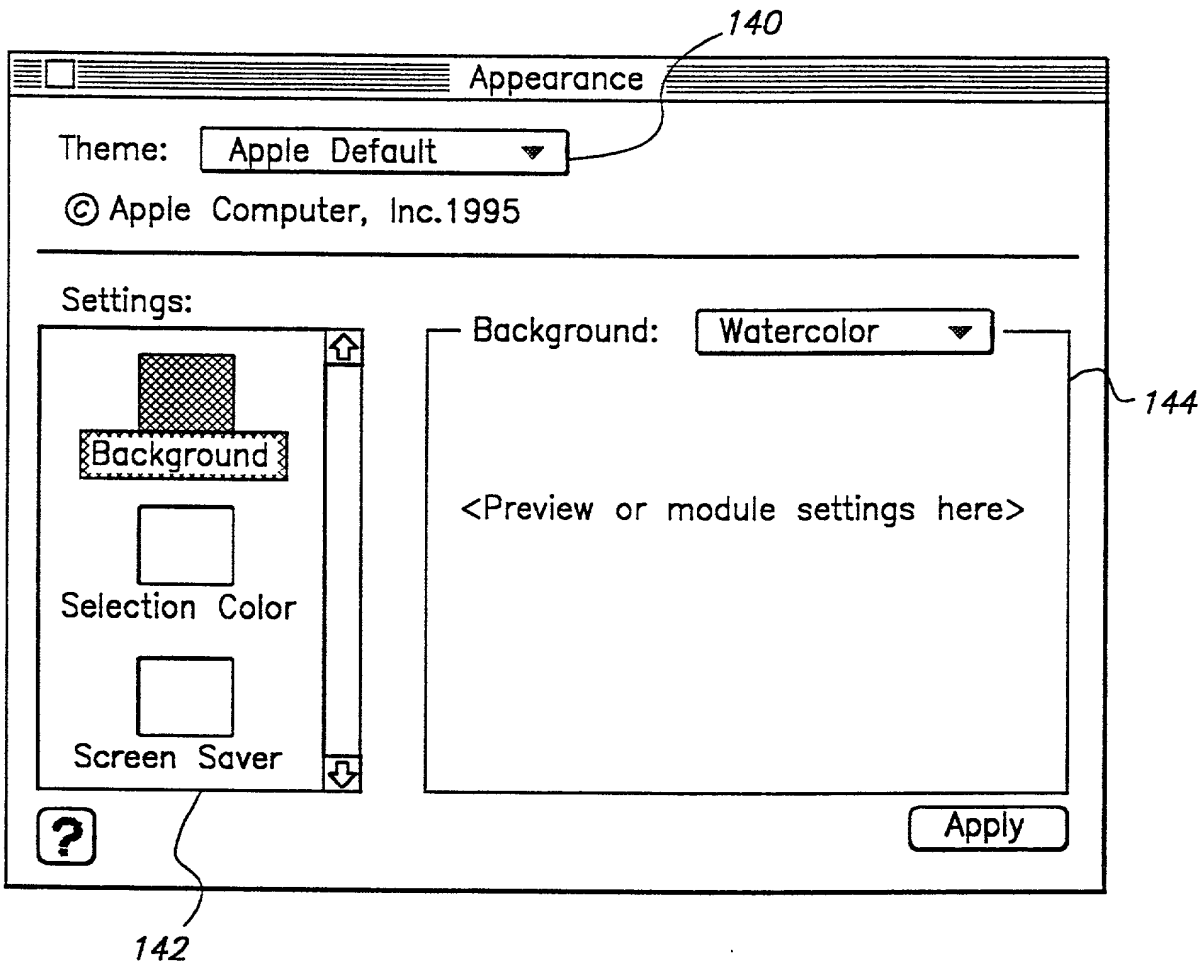 140
Appearance
Theme: Apple Default
© Apple Computer, Inc.1995
Settings:
Background
Selection Color
Screen Saver
Background: Watercolor
144
<Preview or module settings here>
?
Apply
142